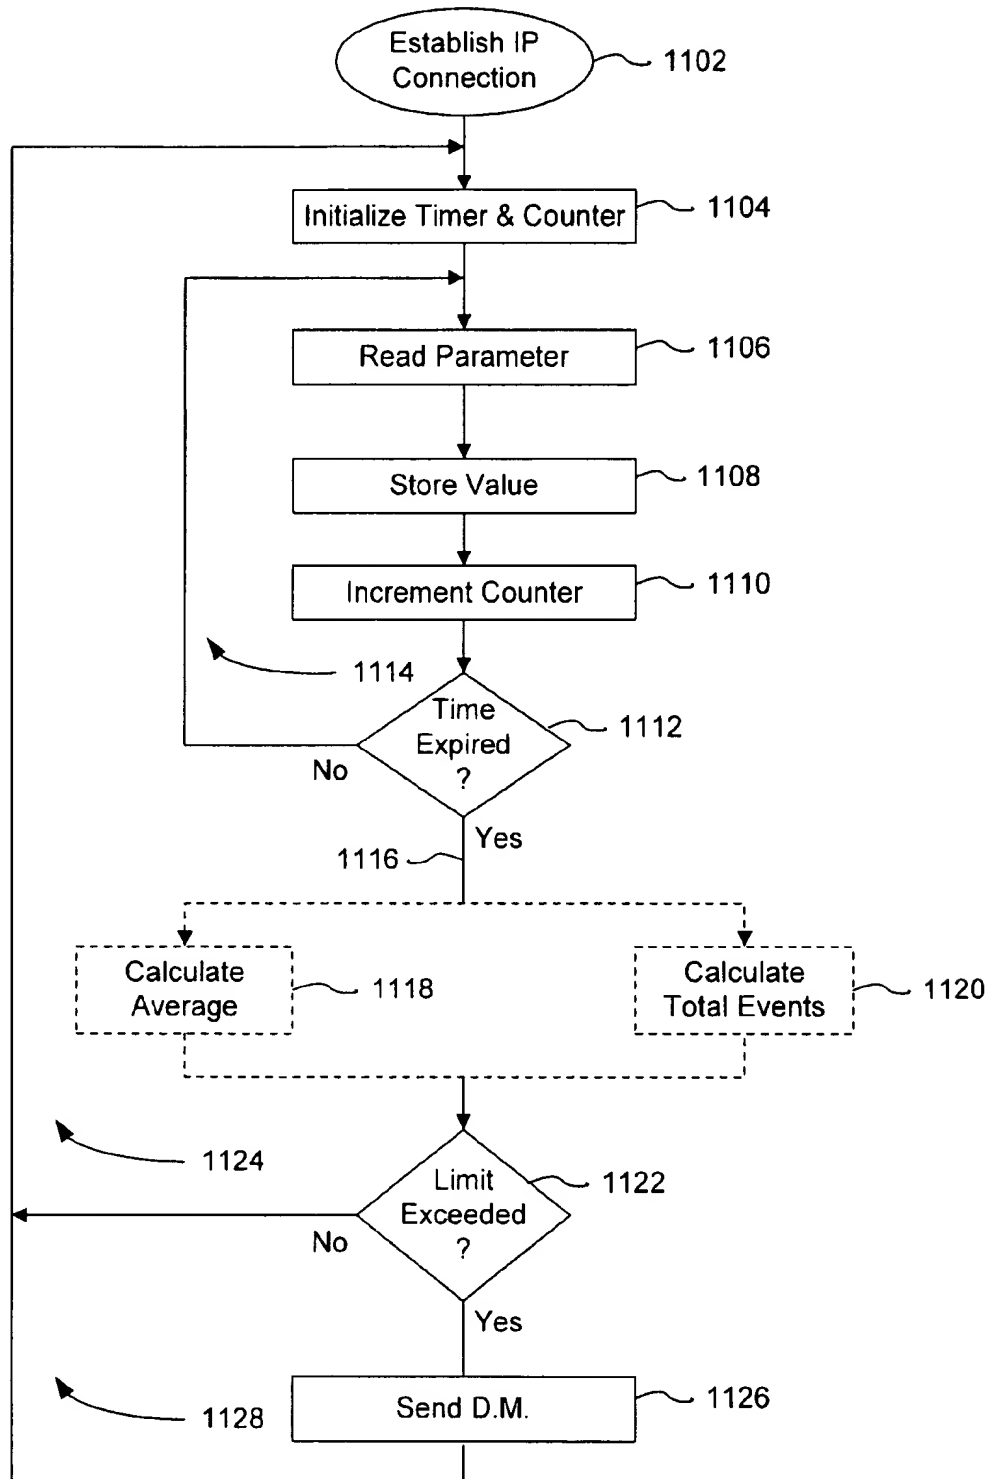 Establish IP
Connection
1102
Initialize Timer & Counter
1104
Read Parameter
1106
Store Value
1108
Increment Counter
1110
1114
Time
Expired
?
1112
No
Yes
1116
Calculate
Average
1118
Calculate
Total Events
1120
1124
Limit
Exceeded
?
1122
No
Yes
Send D.M.
1126
1128